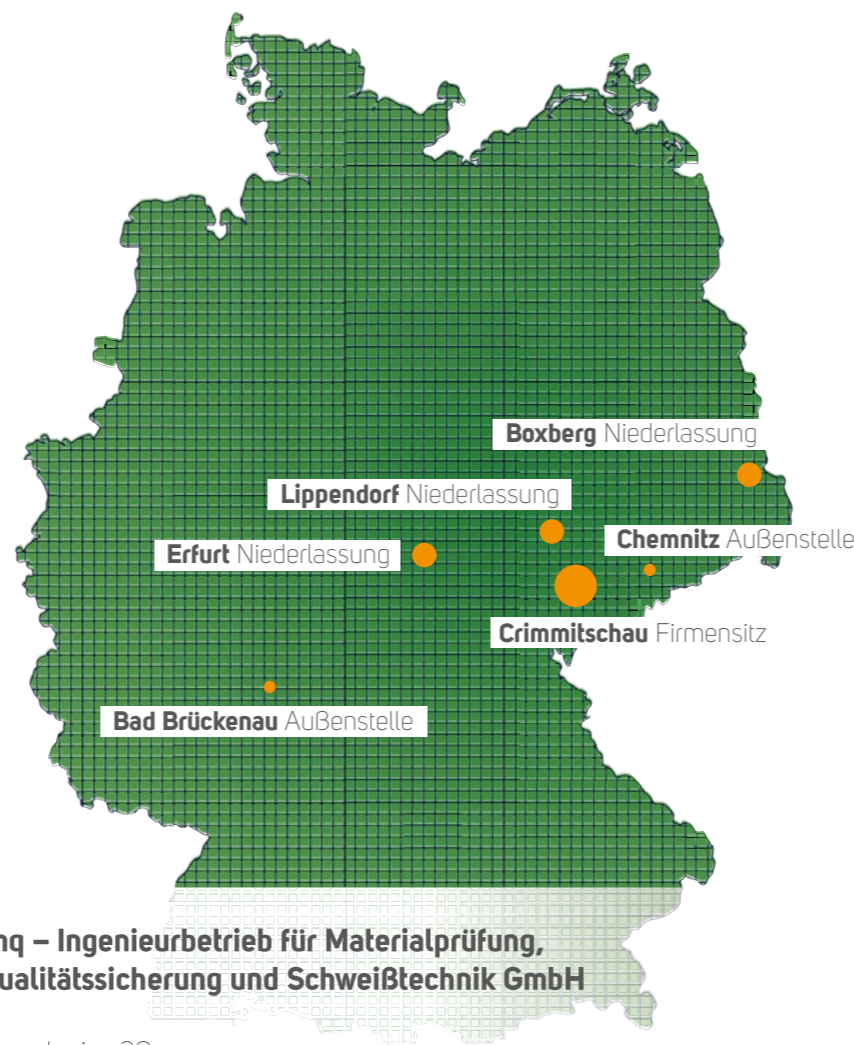 Boxberg Niederlassung
Lippendorf Niederlassung
Chemnitz Außenstelle
Erfurt Niederlassung
Crimmitschau Firmensitz
Bad Brückenau Außenstelle
– Ingenieurbetrieb für Materialprüfung,
ualitätssicherung und Schweißtechnik GmbH